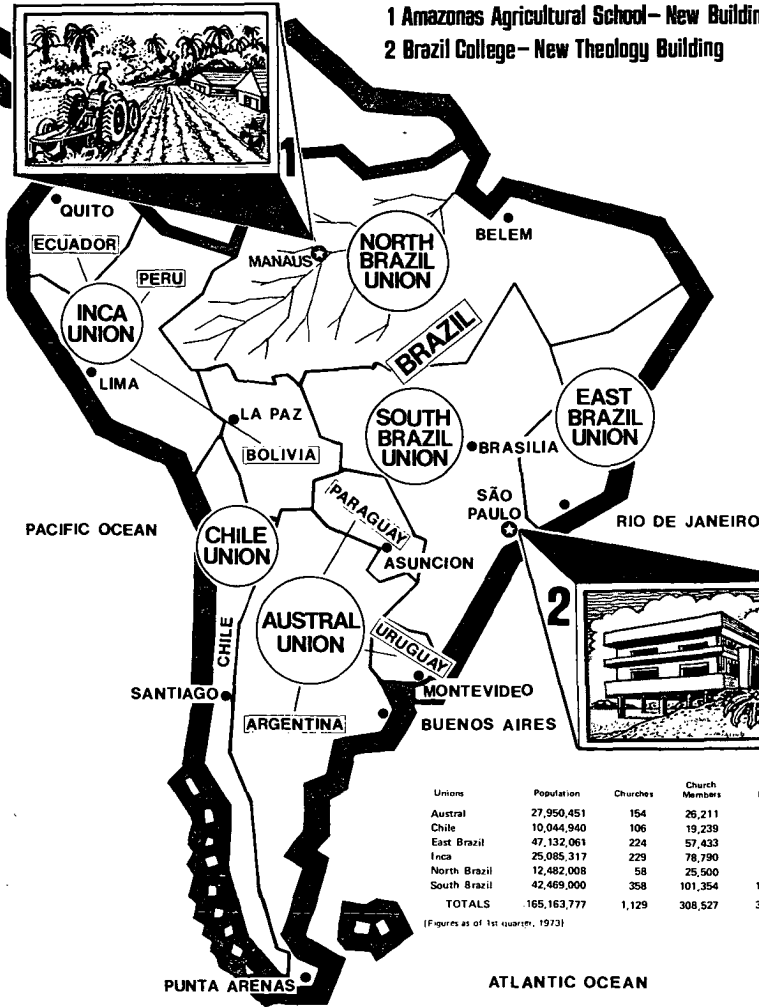 1 Amazonas Agricultural School – New Buildin
2 Brazil College – New Theology Building
1
QUITO
ECUADOR
PERU
INCA
UNION
LIMA
MANAUS
NORTH
BRAZIL
UNION
BELEM
BRAZIL
LA PAZ
BOLIVIA
SOUTH
BRAZIL
UNION
BRASILIA
EAST
BRAZIL
UNION
SÃO
PAULO
RIO DE JANEIRO
PACIFIC OCEAN
CHILE
UNION
PARAGUAY
ASUNCION
2
AUSTRAL
UNION
CHILE
URUGUAY
SANTIAGO
MONTEVIDEO
ARGENTINA
BUENOS AIRES
Unions Population Churches Church Members
Austral 27,950,451 154 26,211
Chile 10,044,940 106 19,239
East Brazil 47,132,061 224 57,433
Inca 25,085,317 229 78,790
North Brazil 12,482,008 58 25,500
South Brazil 42,469,000 358 101,354 1
TOTALS 165,163,777 1,129 308,527 3
(Figures as of 1st quarter, 1973)
PUNTA ARENAS
ATLANTIC OCEAN